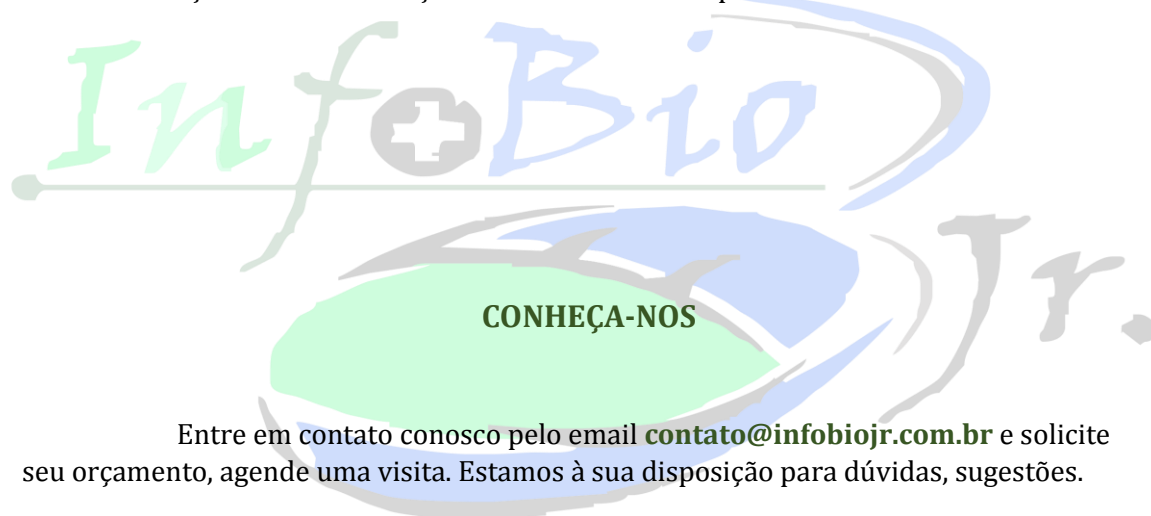 InfoBio
Jr.
CONHEÇA-NOS
Entre em contato conosco pelo email contato@infobiojr.com.br e solicite
seu orçamento, agende uma visita. Estamos à sua disposição para dúvidas, sugestões.